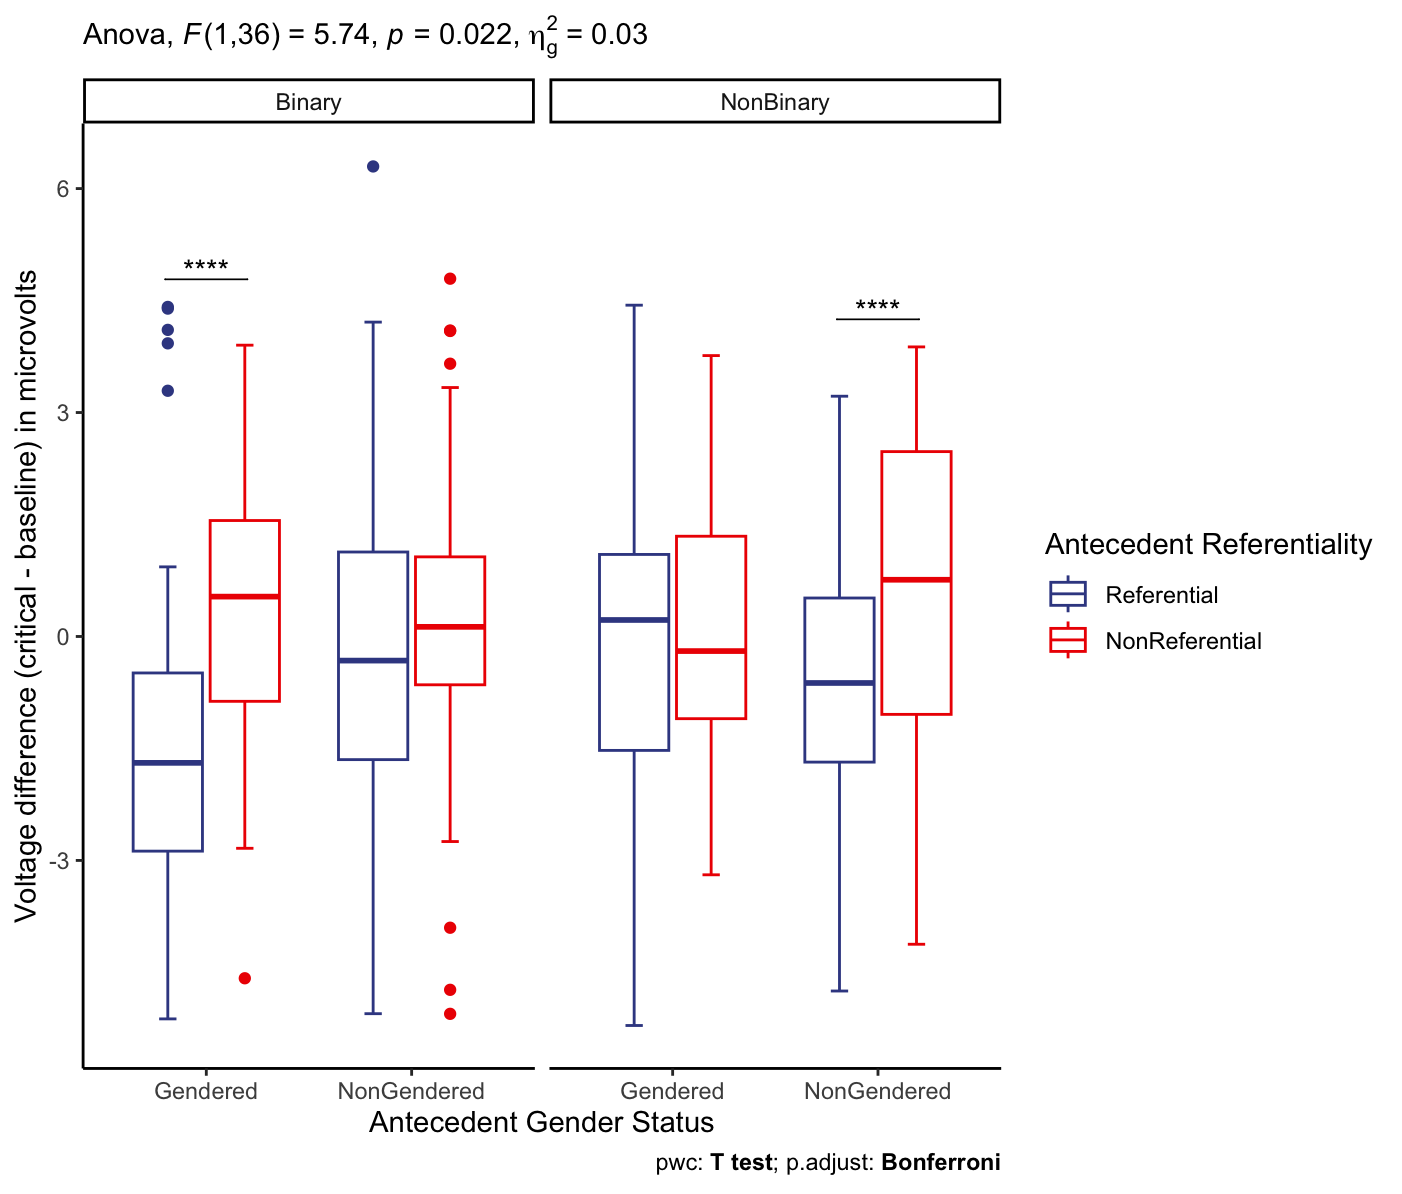 Anova, F(1,36) = 5.74, p = 0.022, η²g = 0.03
Binary
NonBinary
Voltage difference (critical - baseline) in microvolts
6
3
0
-3
****
****
Gendered
NonGendered
Gendered
NonGendered
Antecedent Gender Status
Antecedent Referentiality
Referential
NonReferential
pwc: T test; p.adjust: Bonferroni